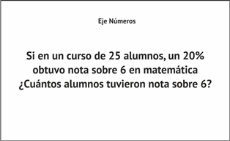 Eje Números
Si en un curso de 25 alumnos, un 20%
obtuvo nota sobre 6 en matemática
¿Cuántos alumnos tuvieron nota sobre 6?